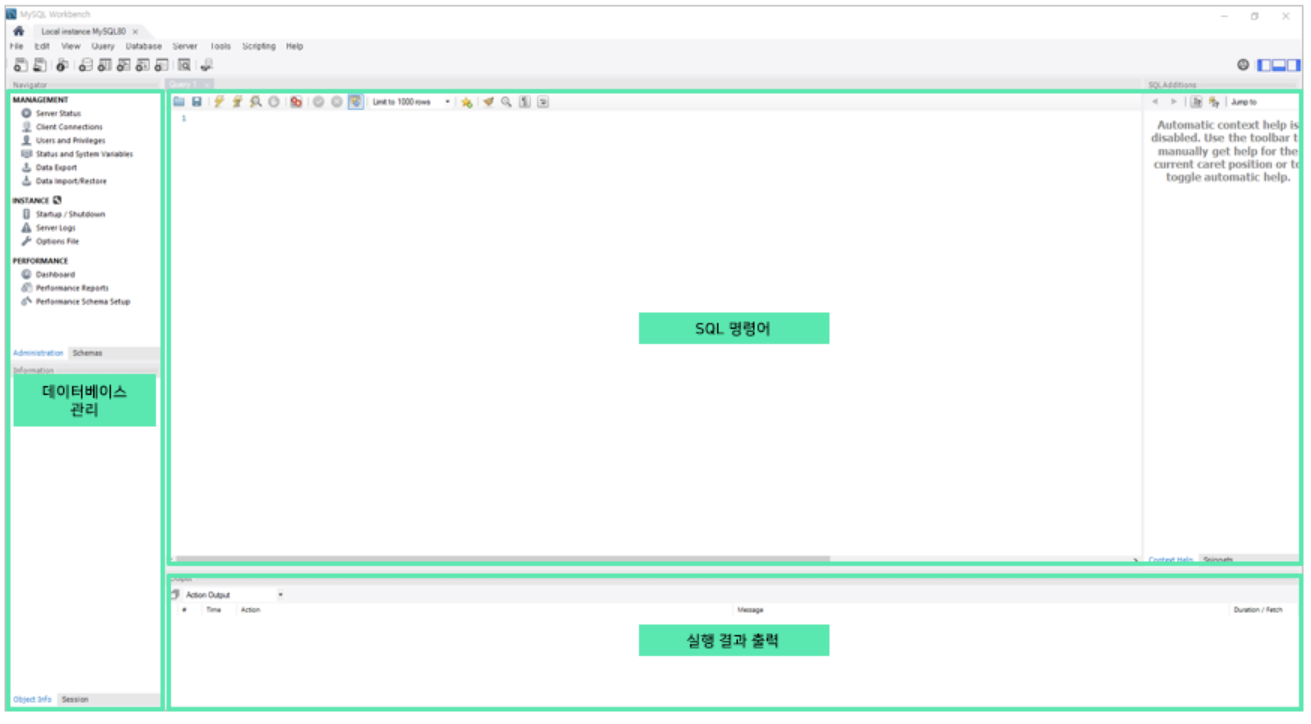 MySQL Workbench
Local instance MySQL80 ×
File Edit View Query Database Server Tools Scripting Help
Navigator
Query 1 ×
SQLAdditions
MANAGEMENT
Server Status
Client Connections
Users and Privileges
Status and System Variables
Data Export
Data Import/Restore
INSTANCE
Startup / Shutdown
Server Logs
Options File
PERFORMANCE
Dashboard
Performance Reports
Performance Schema Setup
Administration Schemas
Information
데이터베이스
관리
Object Info Session
Limit to 1000 rows
1
SQL 명령어
Jump to
Automatic context help is
disabled. Use the toolbar t
manually get help for the
current caret position or to
toggle automatic help.
Context Help Snippets
Output
Action Output
# Time Action Message Duration / Fetch
실행 결과 출력